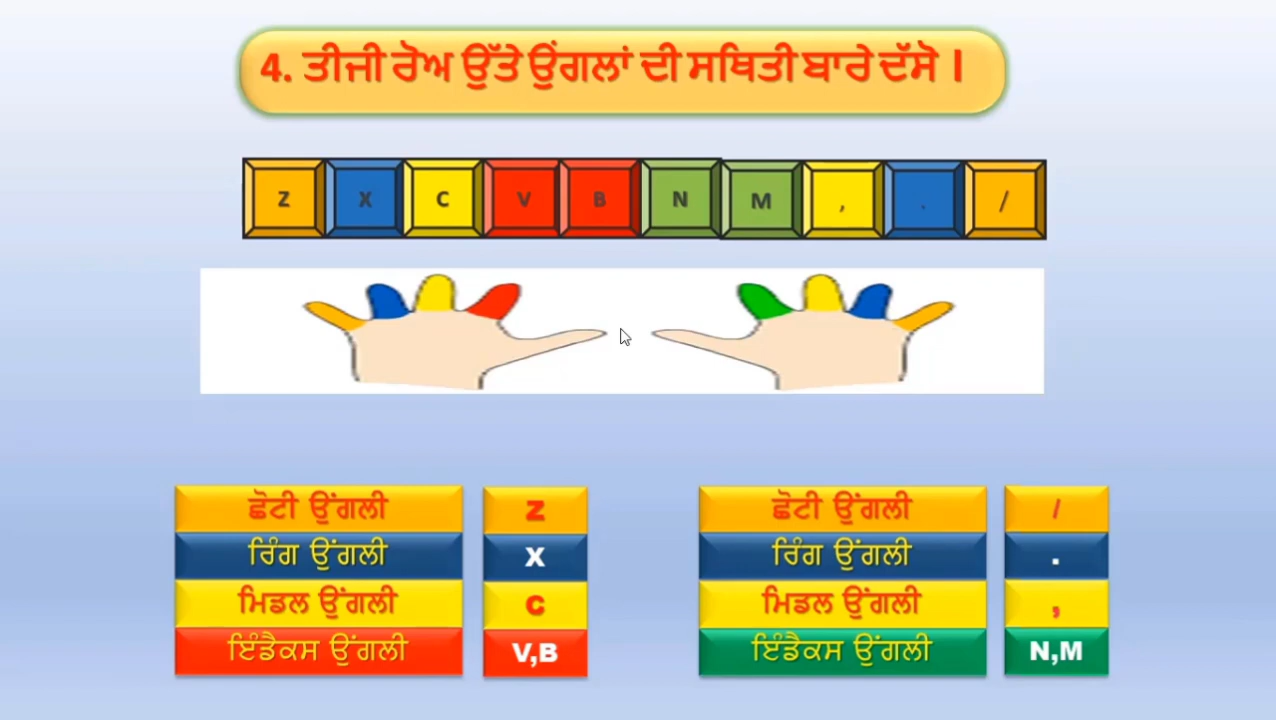 4. ਤੀਜੀ ਰੋਅ ਉੱਤੇ ਉਂਗਲਾਂ ਦੀ ਸਥਿਤੀ ਬਾਰੇ ਦੱਸੋ ।
Z X C V B N M , . /
ਛੋਟੀ ਉਂਗਲੀ Z ਛੋਟੀ ਉਂਗਲੀ /
ਰਿੰਗ ਉਂਗਲੀ X ਰਿੰਗ ਉਂਗਲੀ .
ਮਿਡਲ ਉਂਗਲੀ C ਮਿਡਲ ਉਂਗਲੀ ,
ਇੰਡੈਕਸ ਉਂਗਲੀ V,B ਇੰਡੈਕਸ ਉਂਗਲੀ N,M